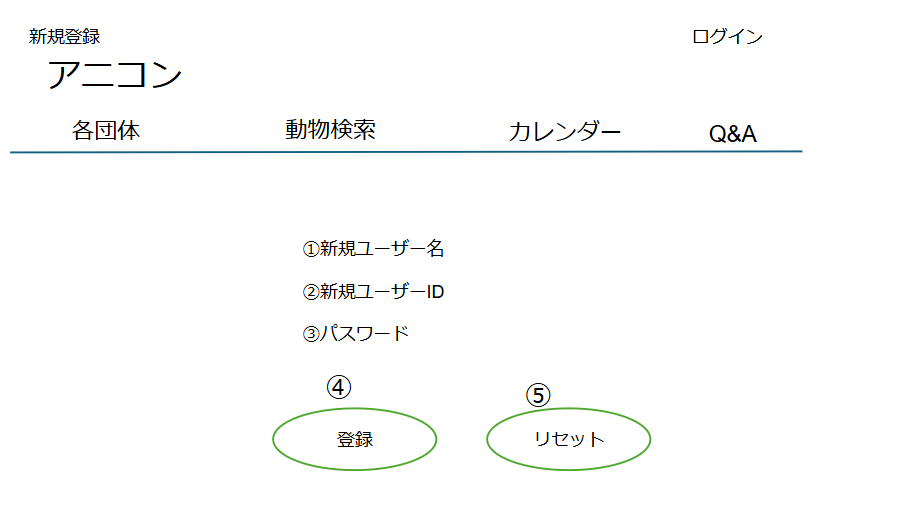 新規登録 ログイン
アニコン
各団体 動物検索 カレンダー Q&A
①新規ユーザー名
②新規ユーザーID
③パスワード
④ ⑤
登録 リセット